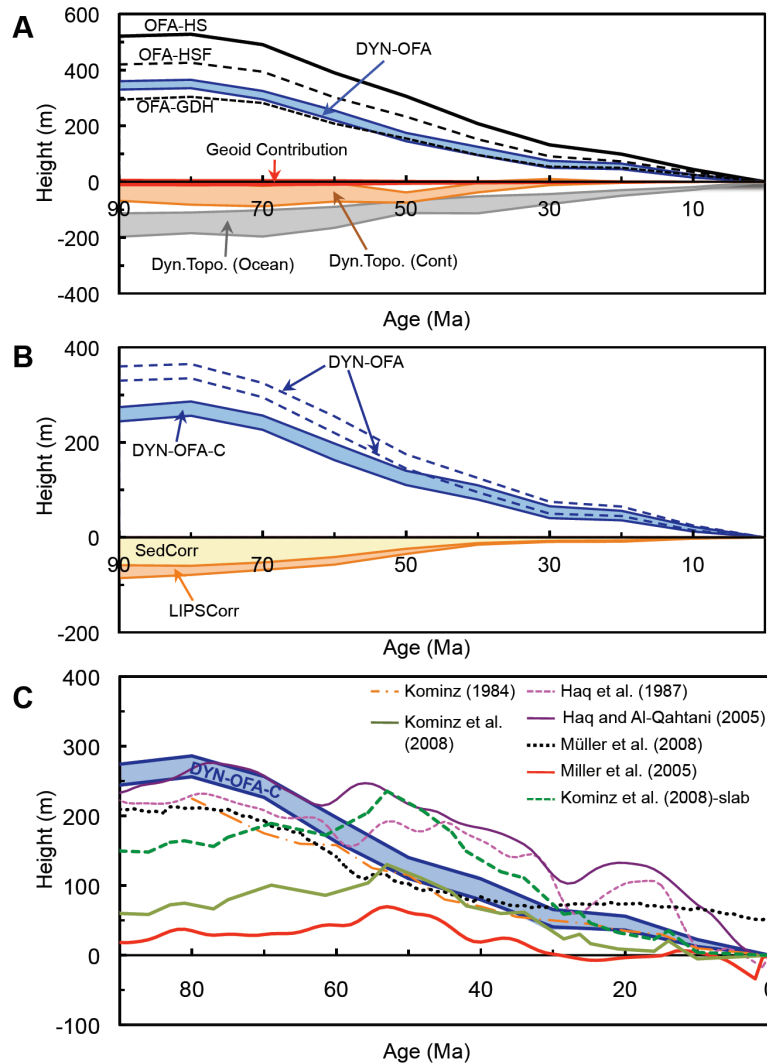 A
600
400
200
0
-200
-400
Height (m)
OFA-HS
OFA-HSF
OFA-GDH
DYN-OFA
Geoid Contribution
90
70
50
30
10
Dyn.Topo. (Ocean)
Dyn.Topo. (Cont)
Age (Ma)
B
400
200
0
-200
Height (m)
DYN-OFA
DYN-OFA-C
SedCorr
90
70
50
30
10
LIPSCorr
Age (Ma)
C
400
300
200
100
0
-100
Height (m)
Kominz (1984)
Kominz et al.
(2008)
Haq et al. (1987)
Haq and Al-Qahtani (2005)
Müller et al. (2008)
Miller et al. (2005)
Kominz et al. (2008)-slab
DYN-OFA-C
80
60
40
20
0
Age (Ma)